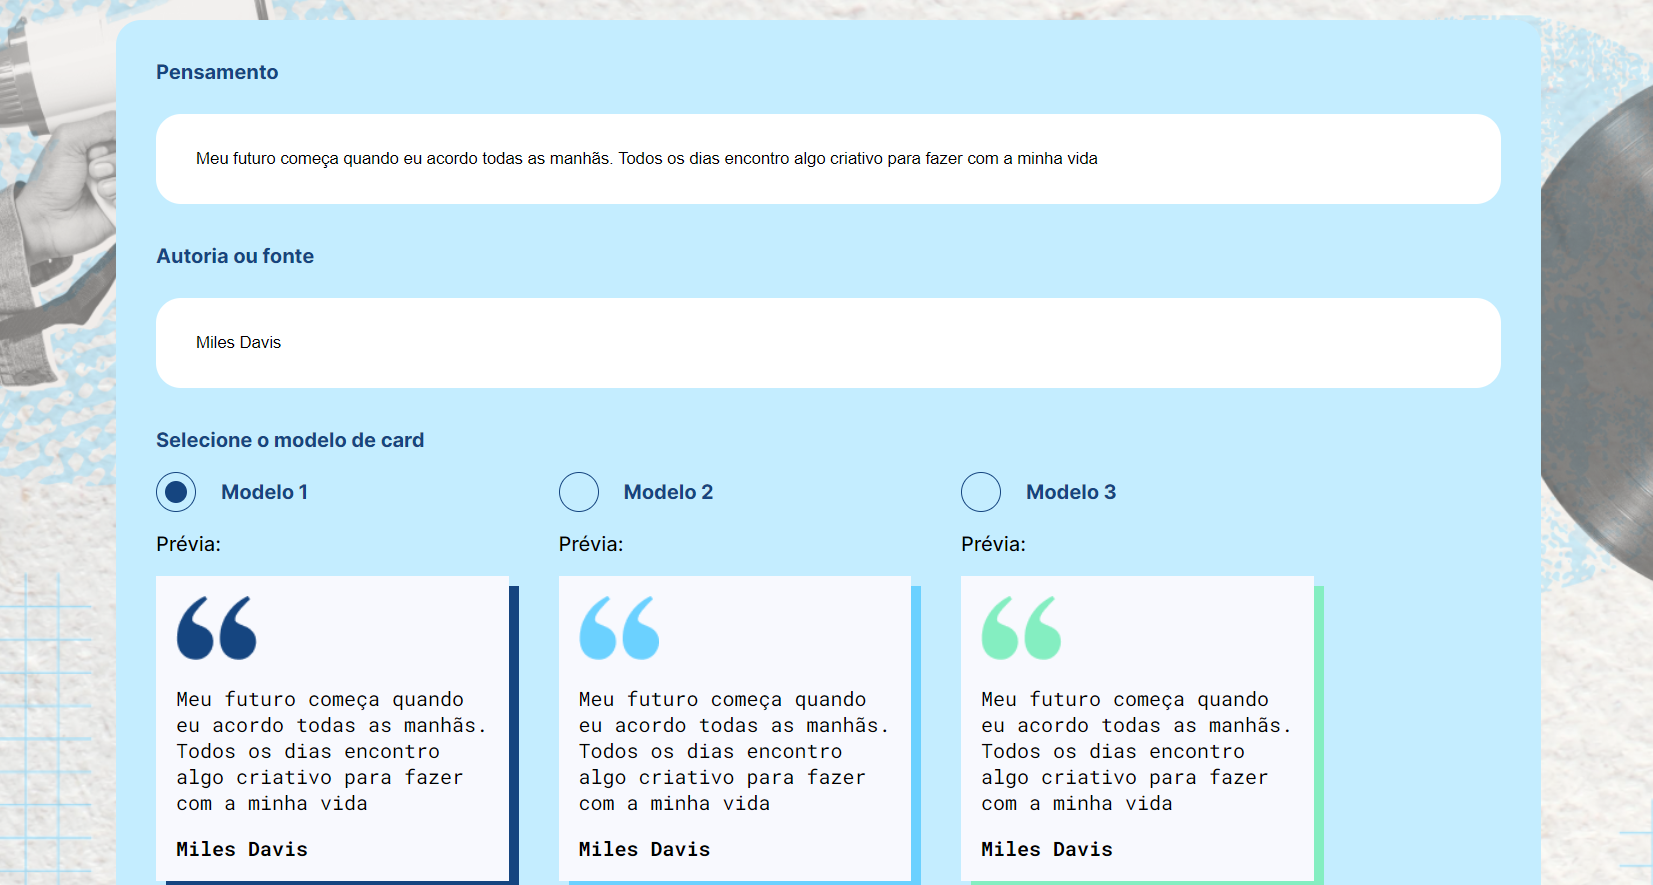 Pensamento
Meu futuro começa quando eu acordo todas as manhãs. Todos os dias encontro algo criativo para fazer com a minha vida
Autoria ou fonte
Miles Davis
Selecione o modelo de card
Modelo 1
Modelo 2
Modelo 3
Prévia:
Prévia:
Prévia:
Meu futuro começa quando
eu acordo todas as manhãs.
Todos os dias encontro
algo criativo para fazer
com a minha vida
Miles Davis
Meu futuro começa quando
eu acordo todas as manhãs.
Todos os dias encontro
algo criativo para fazer
com a minha vida
Miles Davis
Meu futuro começa quando
eu acordo todas as manhãs.
Todos os dias encontro
algo criativo para fazer
com a minha vida
Miles Davis